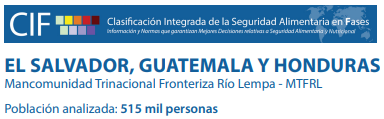 CIF
Clasificación Integrada de la Seguridad Alimentaria en Fases
Información y Normas que garantizan Mejores Decisiones relativas a Seguridad Alimentaria y Nutricional
EL SALVADOR, GUATEMALA Y HONDURAS
Mancomunidad Trinacional Fronteriza Río Lempa - MTFRL
Población analizada: 515 mil personas